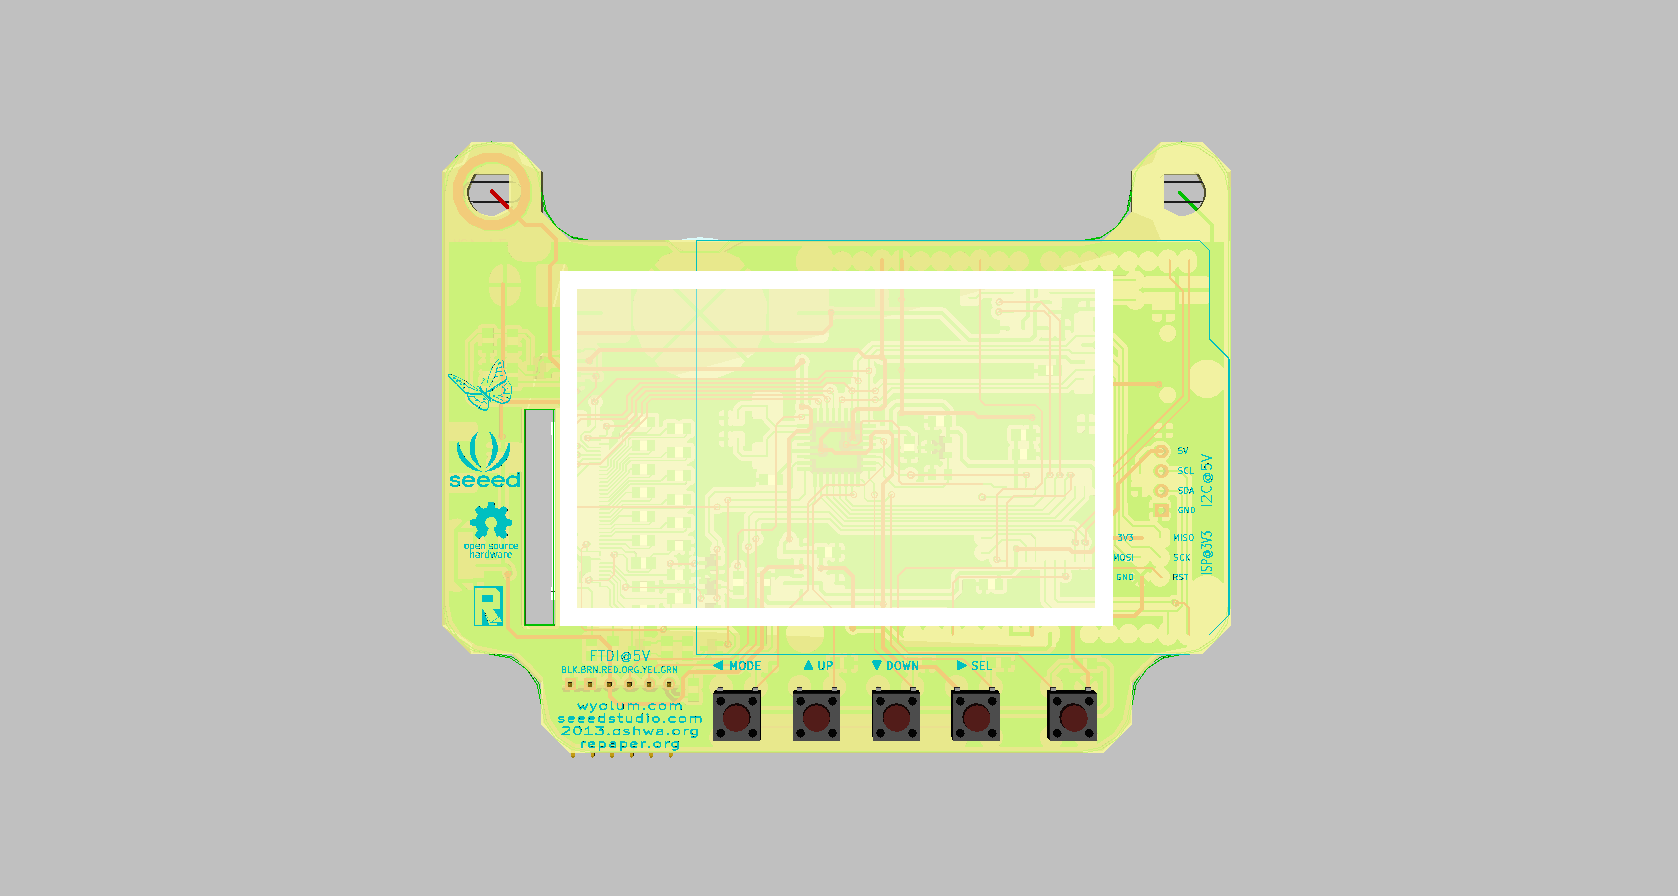 seeed
open source
hardware
R
5V
SCL
SDA
GND
I2C@5V
3V3
MISO
MOSI
SCK
GND
RST
ISP@3V3
FTDI@5V
BLK.BRN.RED.ORG.YEL.GRN
MODE
UP
DOWN
SEL
wyolum.com
seeedstudio.com
2013.oshwa.org
repaper.org